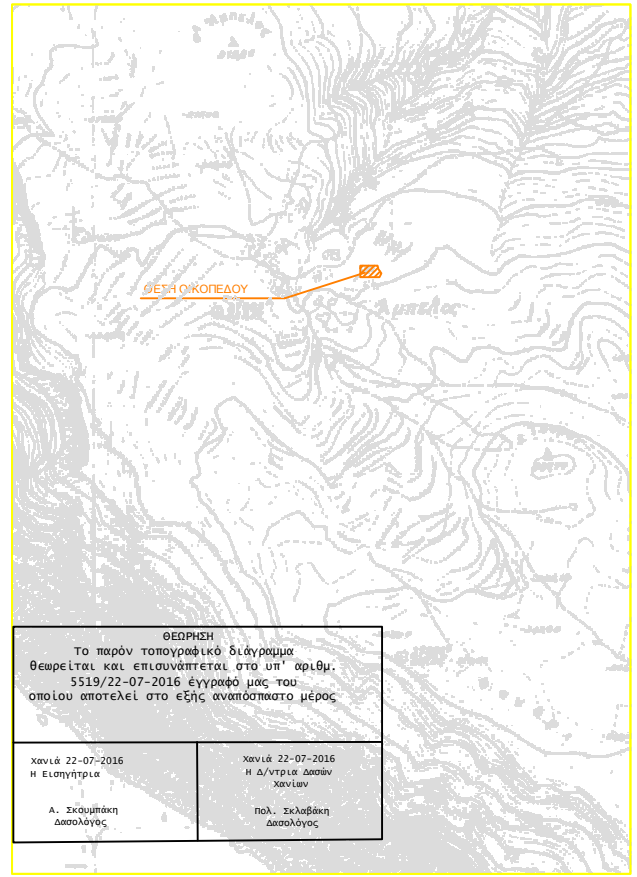 Άμπελος
ΘΕΣΗ ΟΙΚΟΠΕΔΟΥ
Άμπελος
ΘΕΩΡΗΣΗ
Το παρόν τοπογραφικό διάγραμμα
θεωρείται και επισυνάπτεται στο υπ' αριθμ.
5519/22-07-2016 έγγραφό μας του
οποίου αποτελεί στο εξής αναπόσπαστο μέρος
Χανιά 22-07-2016
Η Εισηγήτρια
Α. Σκουμπάκη
Δασολόγος
Χανιά 22-07-2016
Η Δ/ντρια Δασών
Χανίων
Πολ. Σκλαβάκη
Δασολόγος